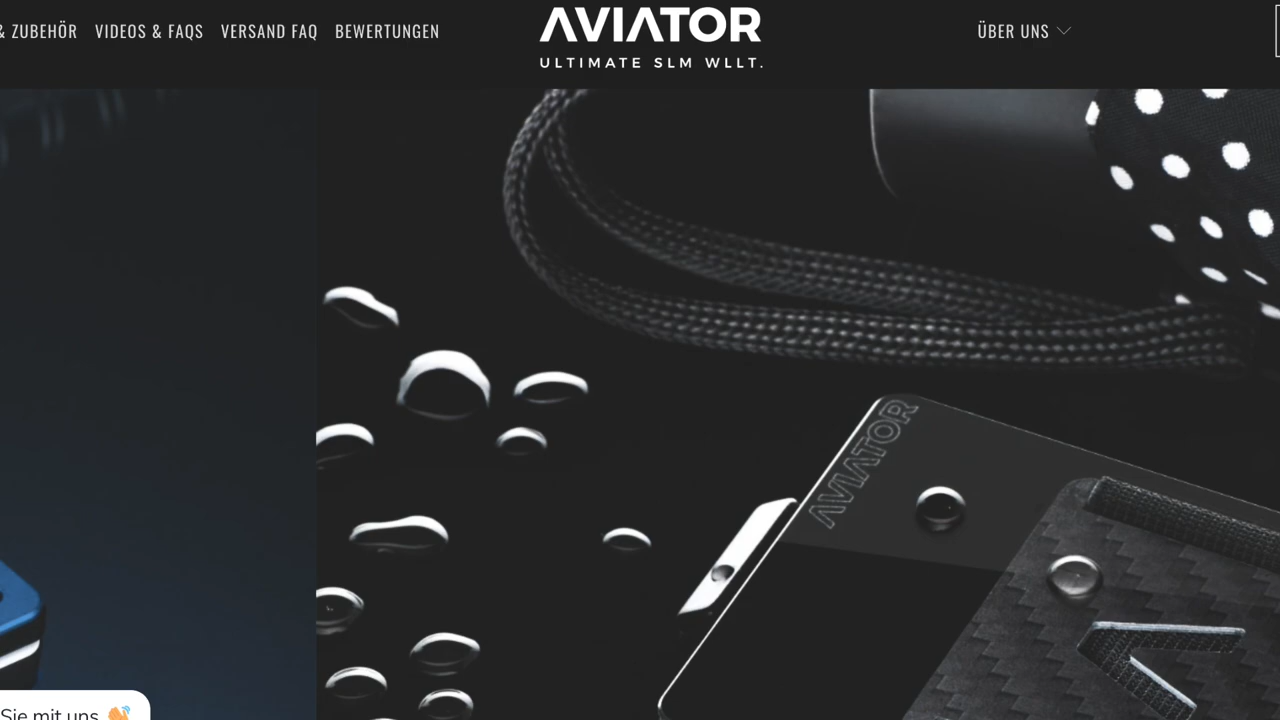 & ZUBEHÖR VIDEOS & FAQS VERSAND FAQ BEWERTUNGEN
AVIATOR
ULTIMATE SLM WLLT.
ÜBER UNS
AVIATOR
Sie mit uns 👋